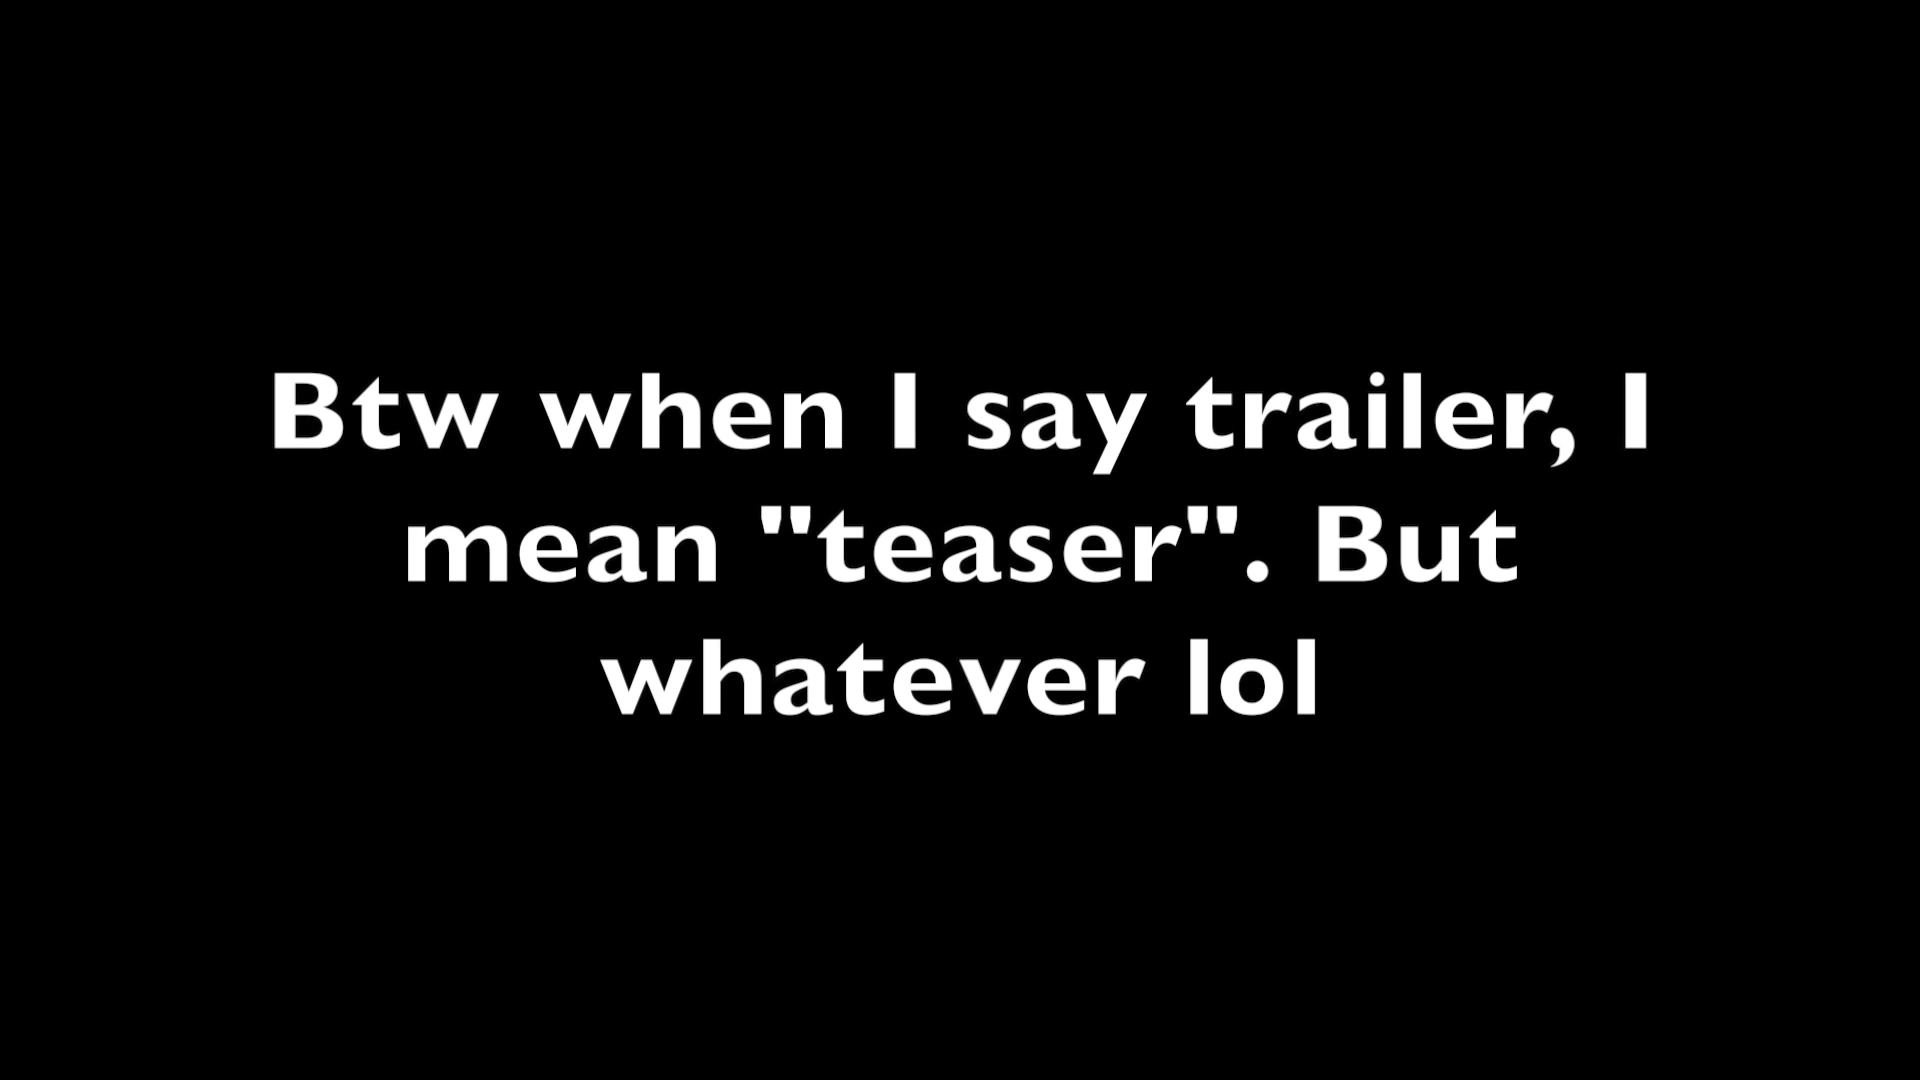 Btw when I say trailer, I
mean "teaser". But
whatever lol